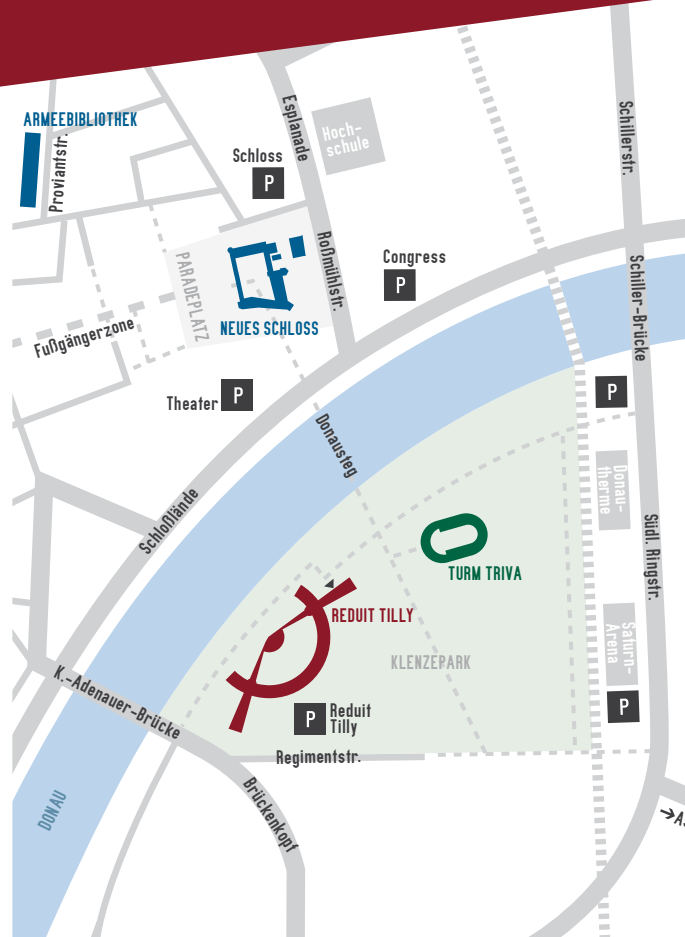 ARMEEBIBLIOTHEK
Proviantstr.
Esplanade
Hoch-
schule
Schillerstr.
Schloss
P
Roßmühlstr.
Congress
P
PARADEPLATZ
NEUES SCHLOSS
Schiller-Brücke
Fußgängerzone
Theater P
P
Donausteg
Donau-
therme
Schloßlände
Südl. Ringstr.
TURM TRIVA
REDUIT TILLY
Saturn-
Arena
KLENZEPARK
K.-Adenauer-Brücke
P
P Reduit
Tilly
Regimentstr.
DONAU
Brückenkopf
→A